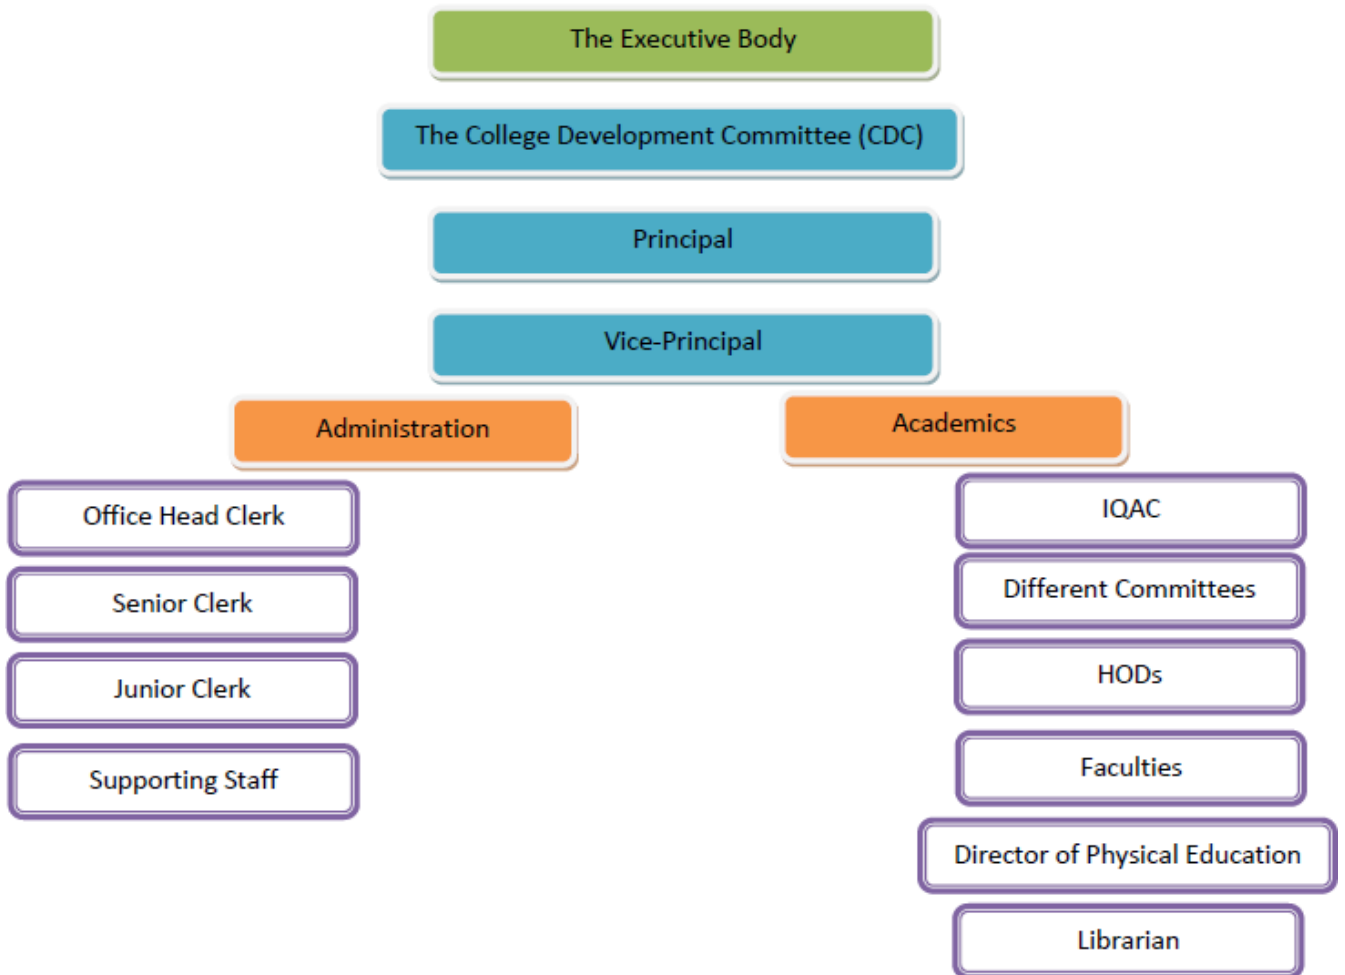 The Executive Body
The College Development Committee (CDC)
Principal
Vice-Principal
Administration
Academics
Office Head Clerk
Senior Clerk
Junior Clerk
Supporting Staff
IQAC
Different Committees
HODs
Faculties
Director of Physical Education
Librarian